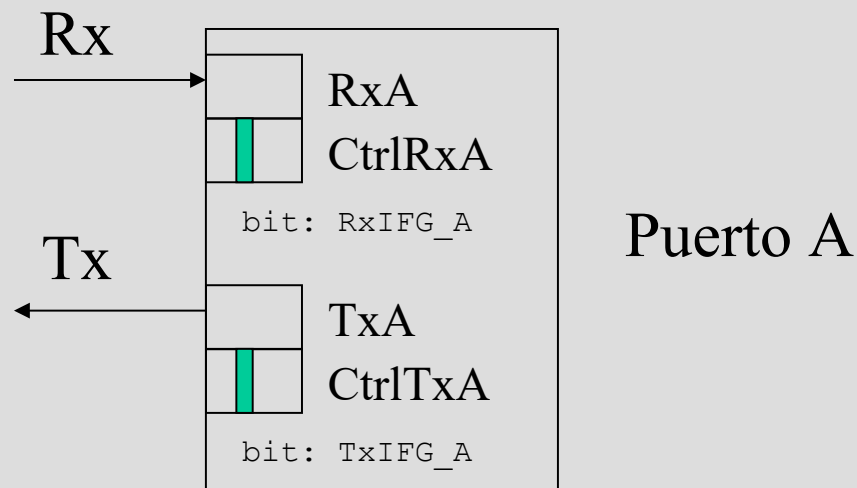 Rx
RxA
CtrlRxA
bit: RxIFG_A
Puerto A
Tx
TxA
CtrlTxA
bit: TxIFG_A